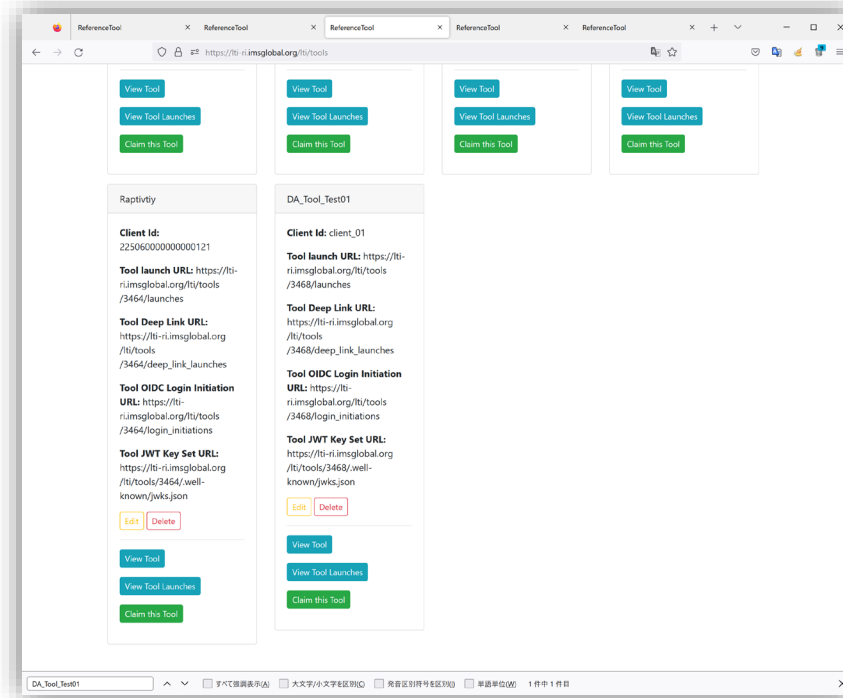 ReferenceTool
ReferenceTool
ReferenceTool
ReferenceTool
ReferenceTool
https://lti-ri.imsglobal.org/lti/tools
View Tool
View Tool Launches
Claim this Tool
View Tool
View Tool Launches
Claim this Tool
View Tool
View Tool Launches
Claim this Tool
View Tool
View Tool Launches
Claim this Tool
Raptivtiy
Client Id:
225060000000000121
Tool launch URL: https://lti-
ri.imsglobal.org/lti/tools
/3464/launches
Tool Deep Link URL:
https://lti-ri.imsglobal.org
/lti/tools
/3464/deep_link_launches
Tool OIDC Login Initiation
URL: https://lti-
ri.imsglobal.org/lti/tools
/3464/login_initiations
Tool JWT Key Set URL:
https://lti-ri.imsglobal.org
/lti/tools/3464/.well-
known/jwks.json
Edit Delete
View Tool
View Tool Launches
Claim this Tool
DA_Tool_Test01
Client Id: client_01
Tool launch URL: https://lti-
ri.imsglobal.org/lti/tools
/3468/launches
Tool Deep Link URL:
https://lti-ri.imsglobal.org
/lti/tools
/3468/deep_link_launches
Tool OIDC Login Initiation
URL: https://lti-
ri.imsglobal.org/lti/tools
/3468/login_initiations
Tool JWT Key Set URL:
https://lti-ri.imsglobal.org
/lti/tools/3468/.well-
known/jwks.json
Edit Delete
View Tool
View Tool Launches
Claim this Tool
DA_Tool_Test01 すべて強調表示(A) 大文字/小文字を区別(C) 発音区別符号を区別(I) 単語単位(W) 1 件中 1 件目